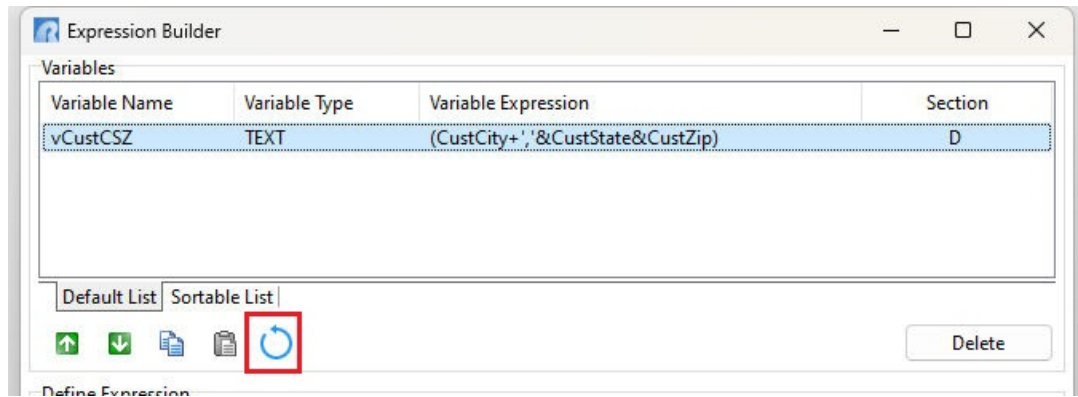 Expression Builder
Variables
Variable Name Variable Type Variable Expression Section
vCustCSZ TEXT (CustCity+','&CustState&CustZip) D
Default List Sortable List
Delete
Define Expression